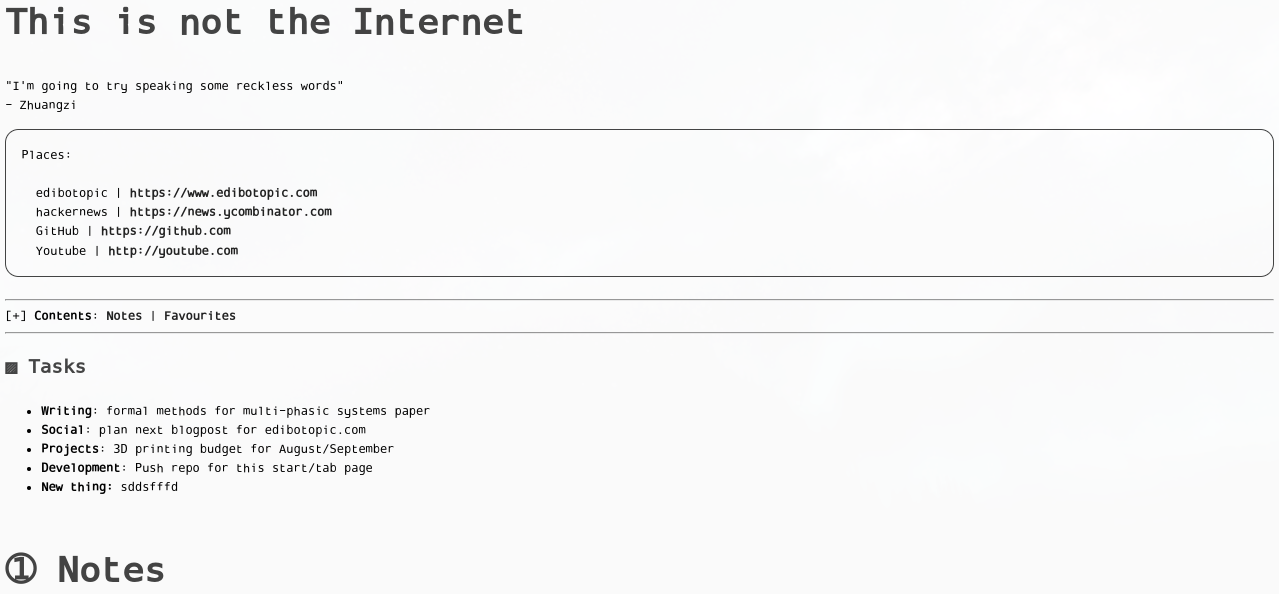 This is not the Internet
"I'm going to try speaking some reckless words"
- Zhuangzi
Places:
edibotopic | https://www.edibotopic.com
hackernews | https://news.ycombinator.com
GitHub | https://github.com
Youtube | http://youtube.com
[+] Contents: Notes | Favourites
▨ Tasks
• Writing: formal methods for multi-phasic systems paper
• Social: plan next blogpost for edibotopic.com
• Projects: 3D printing budget for August/September
• Development: Push repo for this start/tab page
• New thing: sddsfffd
① Notes